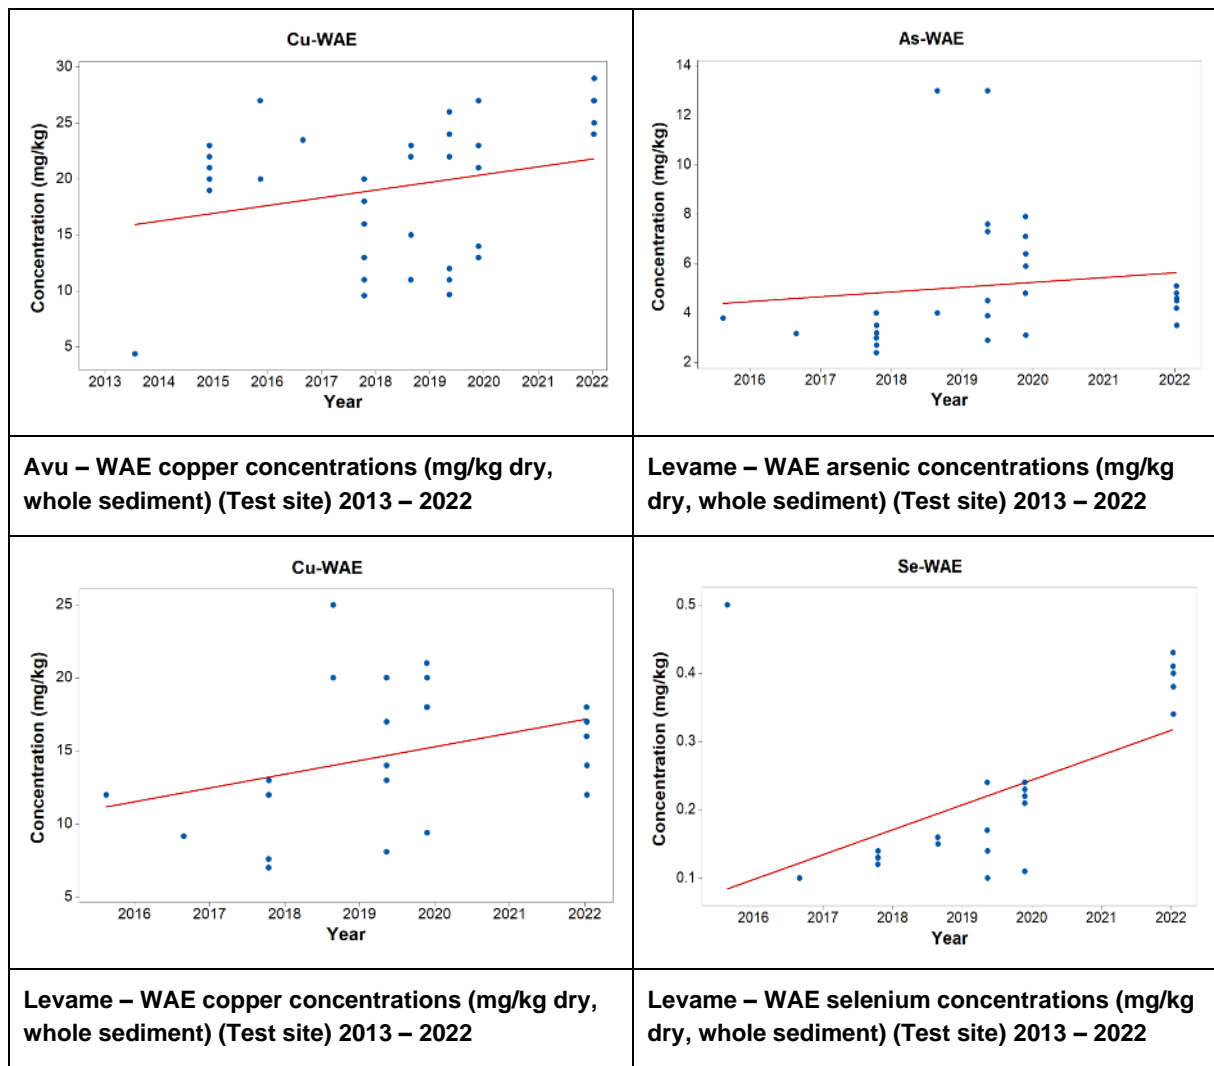 Cu-WAE
30
25
20
15
10
5
Concentration (mg/kg)
2013 2014 2015 2016 2017 2018 2019 2020 2021 2022
Year
As-WAE
14
12
10
8
6
4
2
Concentration (mg/kg)
2016 2017 2018 2019 2020 2021 2022
Year
Avu – WAE copper concentrations (mg/kg dry,
whole sediment) (Test site) 2013 – 2022
Levame – WAE arsenic concentrations (mg/kg
dry, whole sediment) (Test site) 2013 – 2022
Cu-WAE
25
20
15
10
5
Concentration (mg/kg)
2016 2017 2018 2019 2020 2021 2022
Year
Se-WAE
0.5
0.4
0.3
0.2
0.1
Concentration (mg/kg)
2016 2017 2018 2019 2020 2021 2022
Year
Levame – WAE copper concentrations (mg/kg dry,
whole sediment) (Test site) 2013 – 2022
Levame – WAE selenium concentrations (mg/kg
dry, whole sediment) (Test site) 2013 – 2022